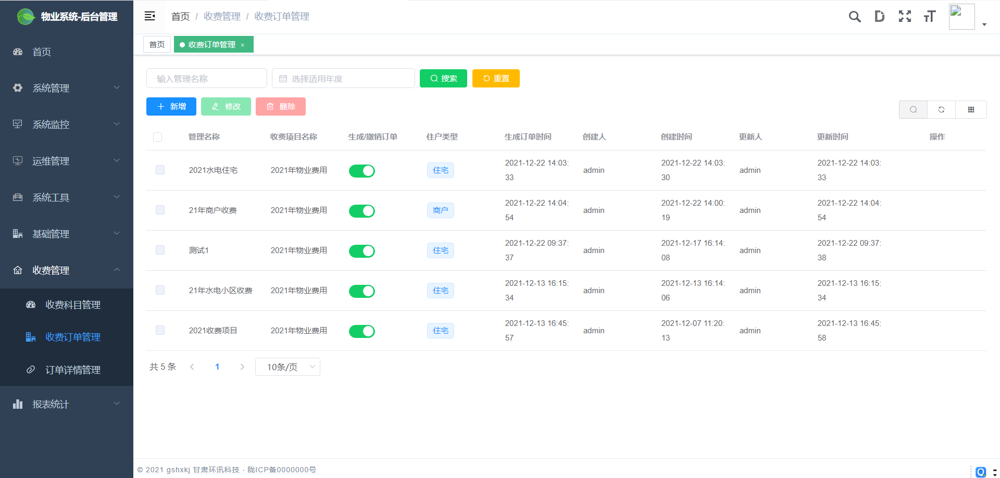 物业系统-后台管理
首页 / 收费管理 / 收费订单管理
首页
收费订单管理 ×
首页
系统管理
系统监控
运维管理
系统工具
基础管理
收费管理
收费科目管理
收费订单管理
订单详情管理
报表统计
输入管理名称
选择适用年度
搜索
重置
新增
修改
删除
管理名称 收费项目名称 生成/撤销订单 住户类型 生成订单时间 创建人 创建时间 更新人 更新时间 操作
2021水电住宅 2021年物业费用 住宅 2021-12-22 14:03:33 admin 2021-12-22 14:03:30 admin 2021-12-22 14:03:33
21年商户收费 2021年物业费用 商户 2021-12-22 14:04:54 admin 2021-12-22 14:00:19 admin 2021-12-22 14:04:54
测试1 2021年物业费用 住宅 2021-12-22 09:37:37 admin 2021-12-17 16:14:08 admin 2021-12-22 09:37:38
21年水电小区收费 2021年物业费用 住宅 2021-12-13 16:15:34 admin 2021-12-13 16:14:06 admin 2021-12-13 16:15:34
2021收费项目 2021年物业费用 住宅 2021-12-13 16:45:57 admin 2021-12-07 11:20:13 admin 2021-12-13 16:45:58
共 5 条 1 10条/页
© 2021 gshxkj 甘肃环讯科技 · 陇ICP备0000000号